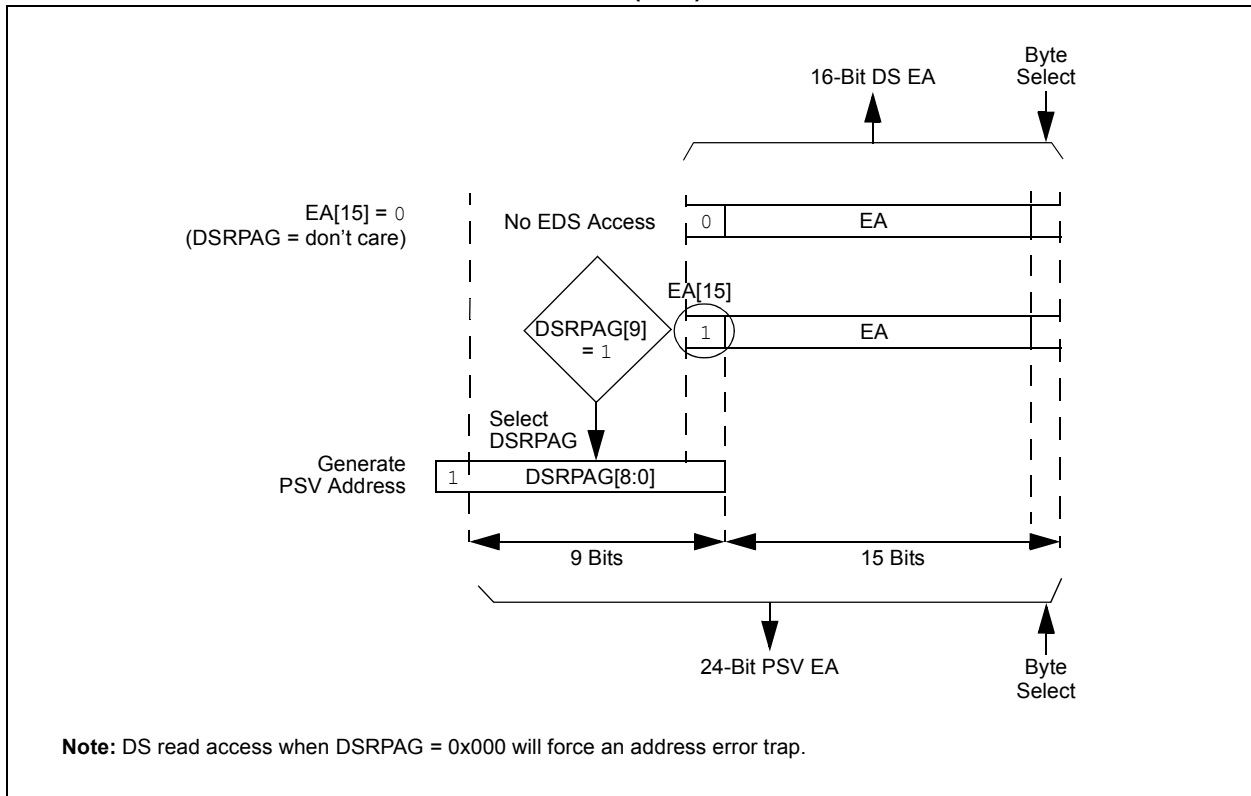 16-Bit DS EA
Byte
Select
EA[15] = 0
(DSRPAG = don't care)
No EDS Access
0
EA
EA[15]
DSRPAG[9]
= 1
1
EA
Select
DSRPAG
Generate
PSV Address
1
DSRPAG[8:0]
9 Bits
15 Bits
24-Bit PSV EA
Byte
Select
Note: DS read access when DSRPAG = 0x000 will force an address error trap.